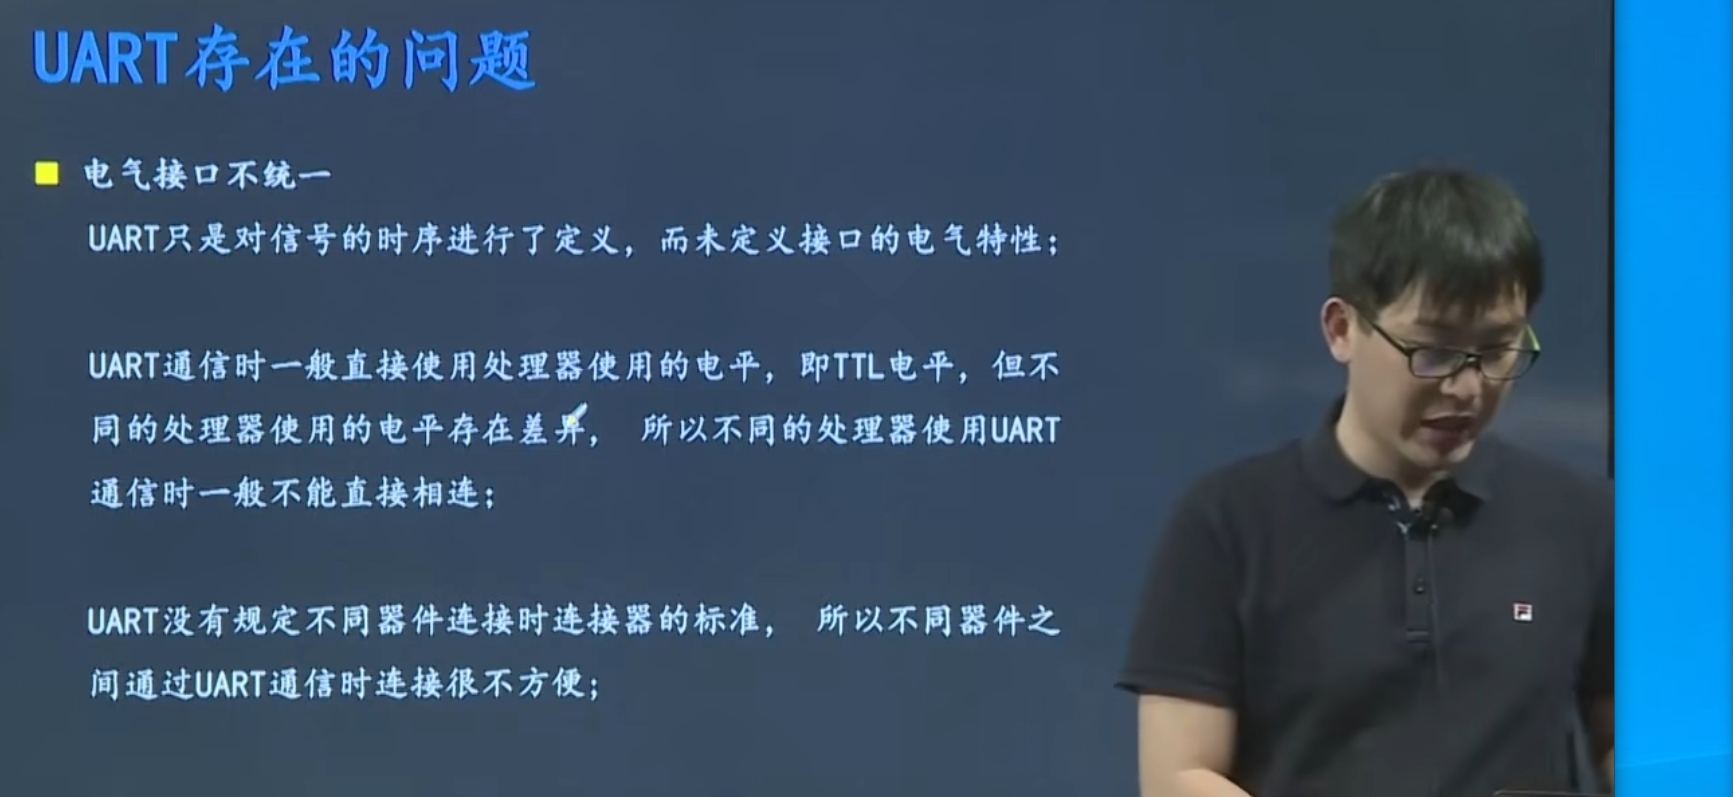 UART存在的问题
电气接口不统一
UART只是对信号的时序进行了定义，而未定义接口的电气特性；
UART通信时一般直接使用处理器使用的电平，即TTL电平，但不
同的处理器使用的电平存在差异， 所以不同的处理器使用UART
通信时一般不能直接相连；
UART没有规定不同器件连接时连接器的标准， 所以不同器件之
间通过UART通信时连接很不方便；